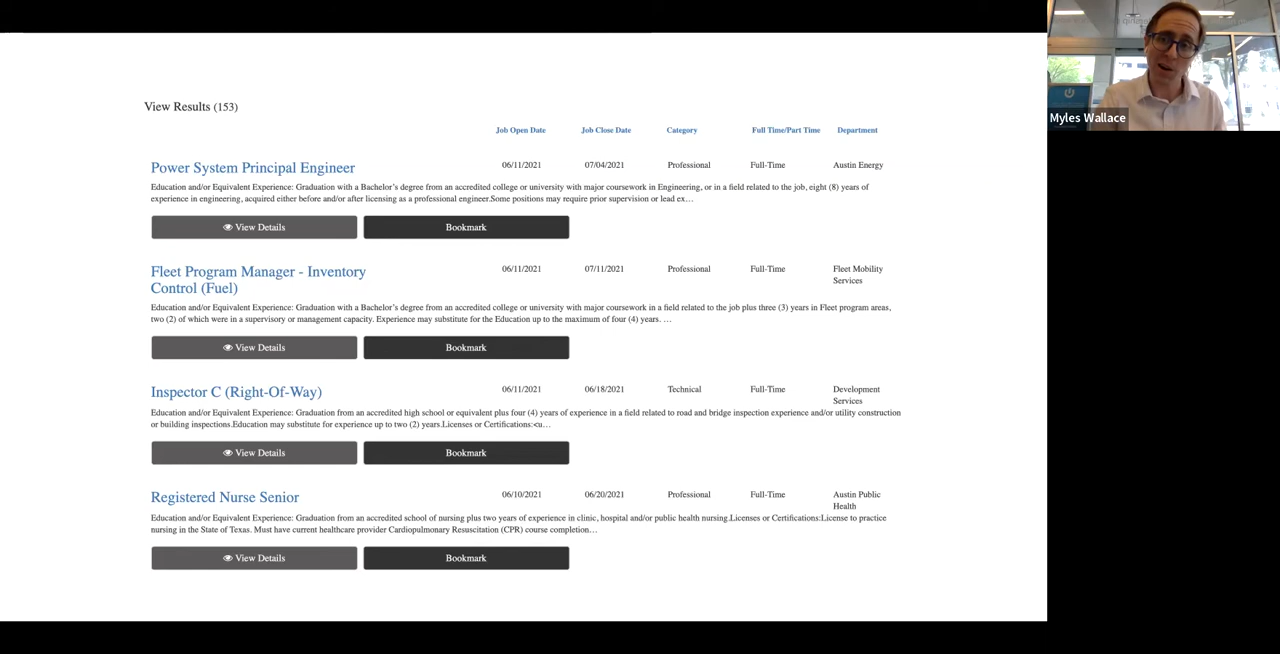 View Results (153)
Job Open Date Job Close Date Category Full Time/Part Time Department
Power System Principal Engineer 06/11/2021 07/04/2021 Professional Full-Time Austin Energy
Education and/or Equivalent Experience: Graduation with a Bachelor's degree from an accredited college or university with major coursework in Engineering, or in a field related to the job, eight (8) years of
experience in engineering, acquired either before and/or after licensing as a professional engineer.Some positions may require prior supervision or lead ex…
View Details Bookmark
Fleet Program Manager - Inventory 06/11/2021 07/11/2021 Professional Full-Time Fleet Mobility
Control (Fuel) Services
Education and/or Equivalent Experience: Graduation with a Bachelor's degree from an accredited college or university with major coursework in a field related to the job plus three (3) years in Fleet program areas,
two (2) of which were in a supervisory or management capacity. Experience may substitute for the Education up to the maximum of four (4) years. …
View Details Bookmark
Inspector C (Right-Of-Way) 06/11/2021 06/18/2021 Technical Full-Time Development
Services
Education and/or Equivalent Experience: Graduation from an accredited high school or equivalent plus four (4) years of experience in a field related to road and bridge inspection experience and/or utility construction
or building inspections.Education may substitute for experience up to two (2) years.Licenses or Certifications:<u…
View Details Bookmark
Registered Nurse Senior 06/10/2021 06/20/2021 Professional Full-Time Austin Public
Health
Education and/or Equivalent Experience: Graduation from an accredited school of nursing plus two years of experience in clinic, hospital and/or public health nursing.Licenses or Certifications:License to practice
nursing in the State of Texas. Must have current healthcare provider Cardiopulmonary Resuscitation (CPR) course completion…
View Details Bookmark
Myles Wallace